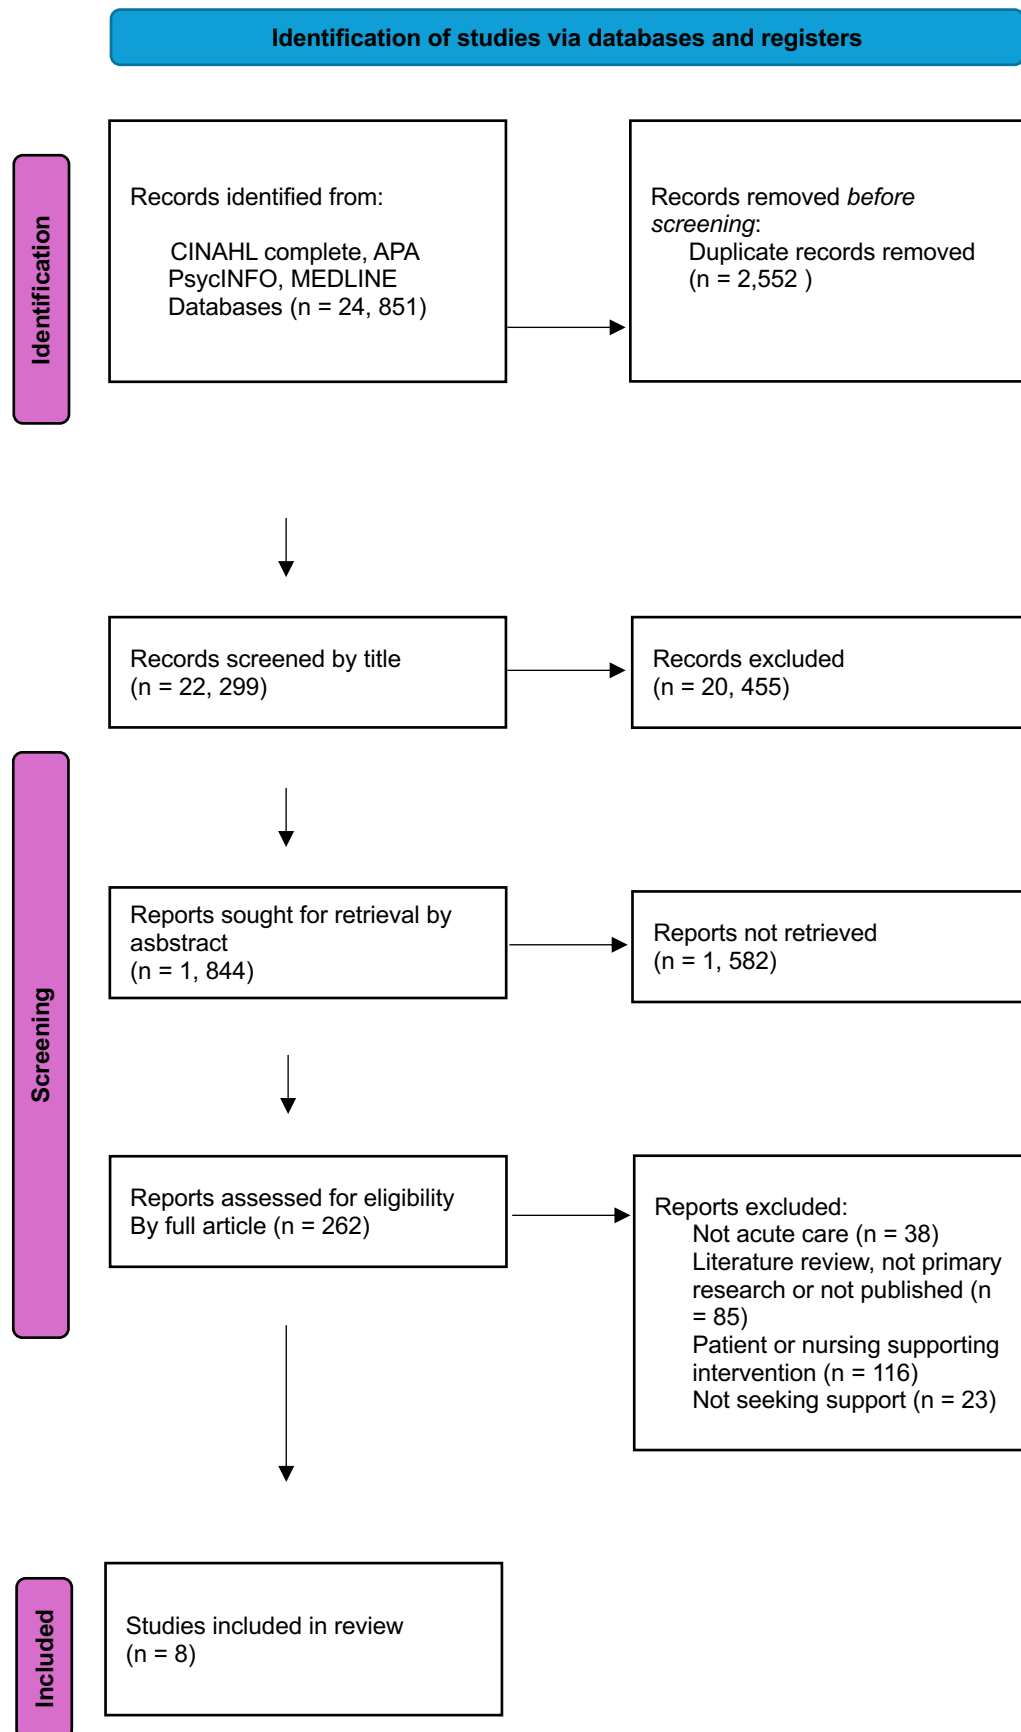 Identification of studies via databases and registers
Identification
Records identified from:
CINAHL complete, APA
PsycINFO, MEDLINE
Databases (n = 24, 851)
Records removed before
screening:
Duplicate records removed
(n = 2,552 )
Screening
Records screened by title
(n = 22, 299)
Records excluded
(n = 20, 455)
Reports sought for retrieval by
asbstract
(n = 1, 844)
Reports not retrieved
(n = 1, 582)
Reports assessed for eligibility
By full article (n = 262)
Reports excluded:
Not acute care (n = 38)
Literature review, not primary
research or not published (n
= 85)
Patient or nursing supporting
intervention (n = 116)
Not seeking support (n = 23)
Included
Studies included in review
(n = 8)